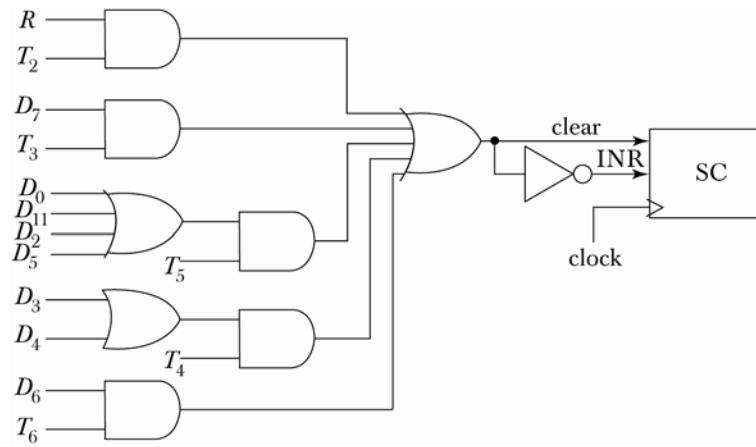 R
T₂
D₇
T₃
D₀
D₁₁
D₂
D₅
T₅
D₃
D₄
T₄
D₆
T₆
clear
INR
SC
clock